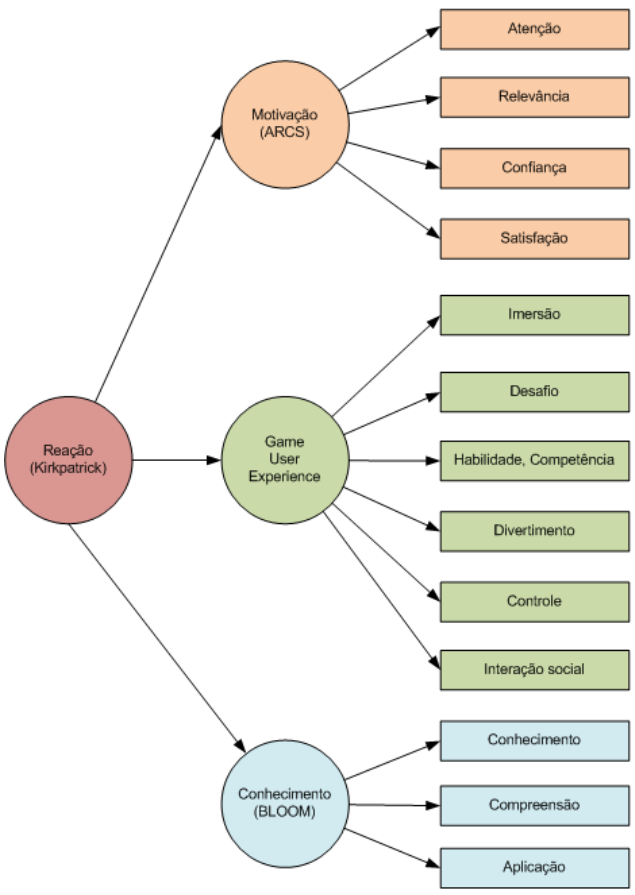 Atenção
Relevância
Confiança
Satisfação
Motivação
(ARCS)
Imersão
Desafio
Habilidade, Competência
Divertimento
Controle
Interação social
Game
User
Experience
Reação
(Kirkpatrick)
Conhecimento
Compreensão
Aplicação
Conhecimento
(BLOOM)